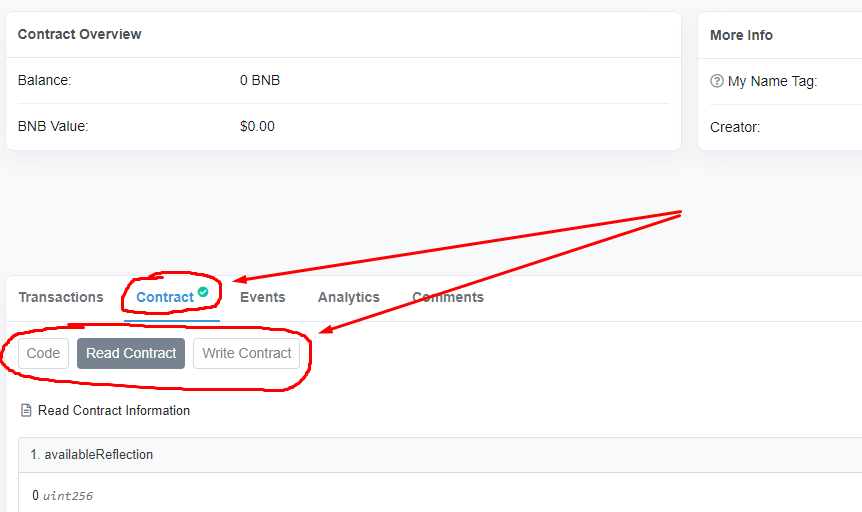 Contract Overview
Balance: 0 BNB
BNB Value: $0.00
More Info
My Name Tag:
Creator:
Transactions Contract Events Analytics Comments
Code Read Contract Write Contract
Read Contract Information
1. availableReflection
0 uint256